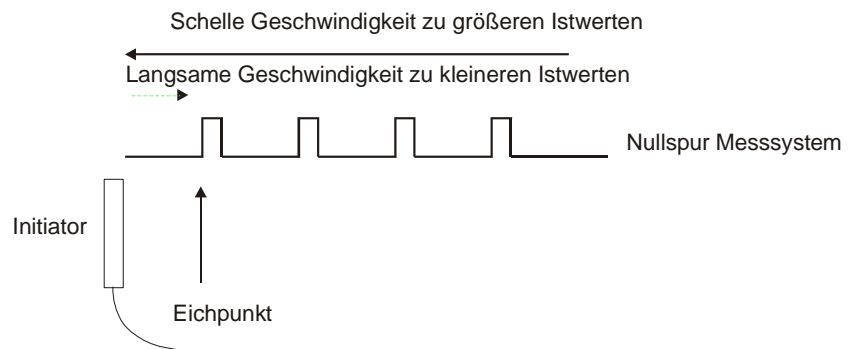 Schelle Geschwindigkeit zu größeren Istwerten
Langsame Geschwindigkeit zu kleineren Istwerten
Nullspur Messsystem
Initiator
Eichpunkt